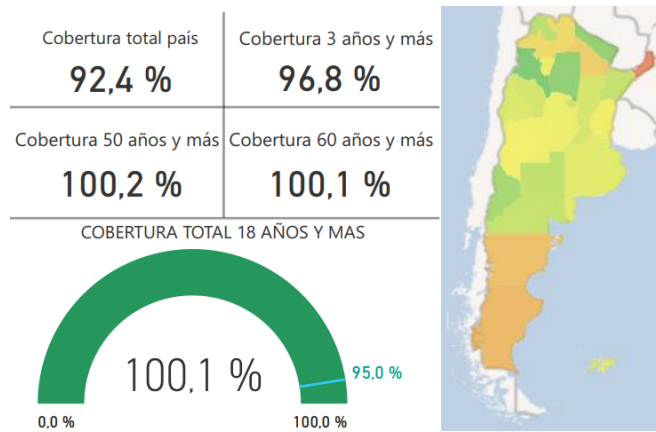 Cobertura total país
92,4 %
Cobertura 3 años y más
96,8 %
Cobertura 50 años y más
100,2 %
Cobertura 60 años y más
100,1 %
COBERTURA TOTAL 18 AÑOS Y MAS
100,1 %
95,0 %
0,0 %
100,0 %